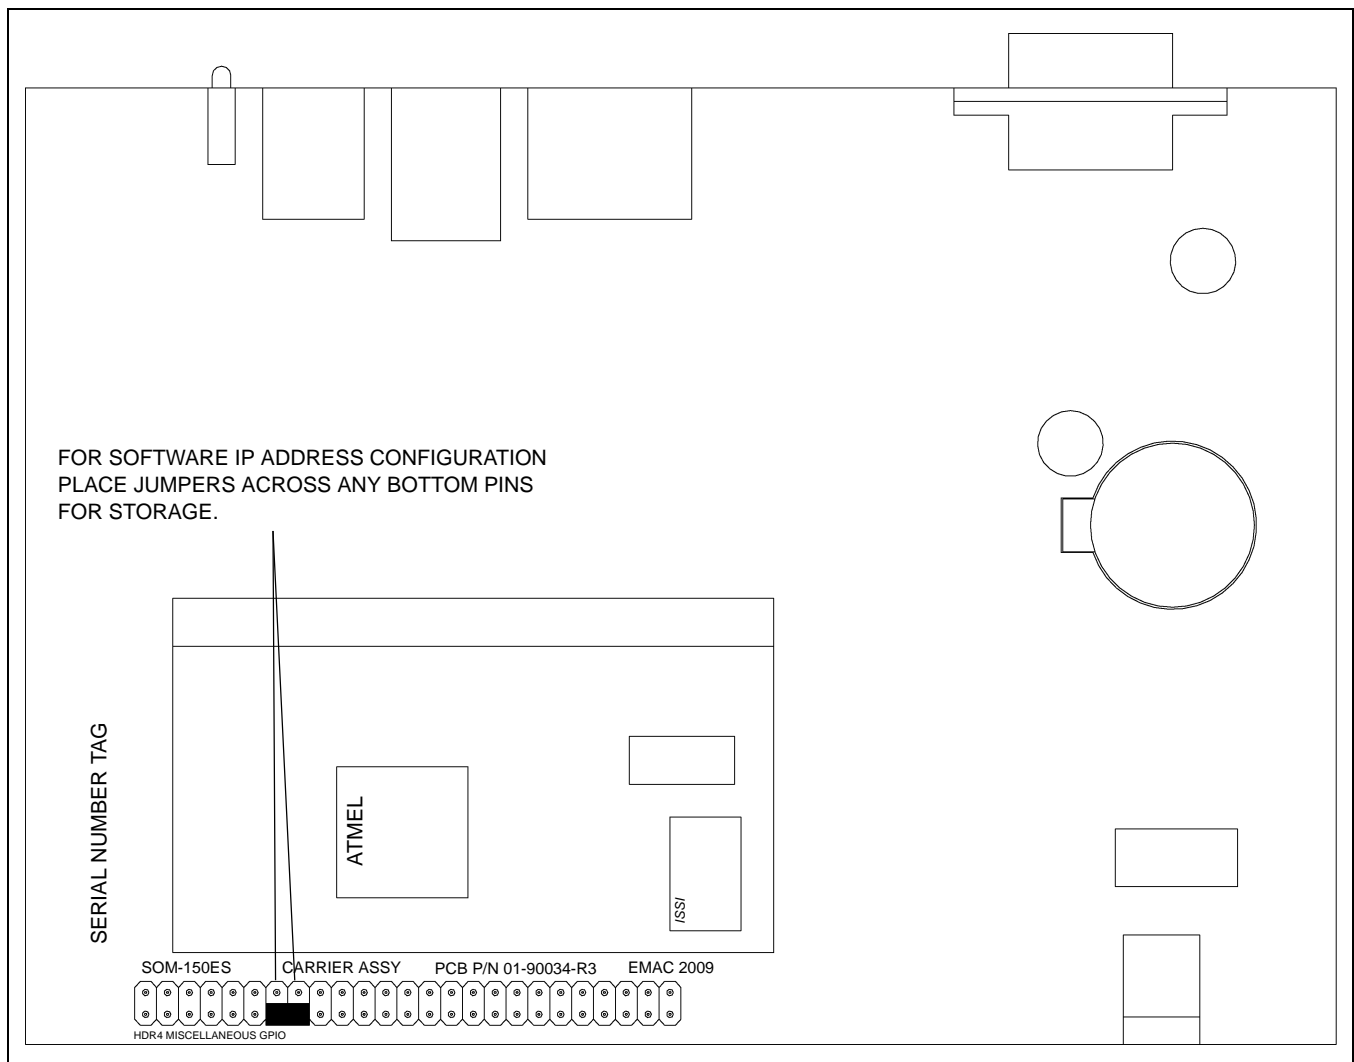 FOR SOFTWARE IP ADDRESS CONFIGURATION
PLACE JUMPERS ACROSS ANY BOTTOM PINS
FOR STORAGE.
SERIAL NUMBER TAG
ATMEL
ISSI
SOM-150ES CARRIER ASSY PCB P/N 01-90034-R3 EMAC 2009
HDR4 MISCELLANEOUS GPIO